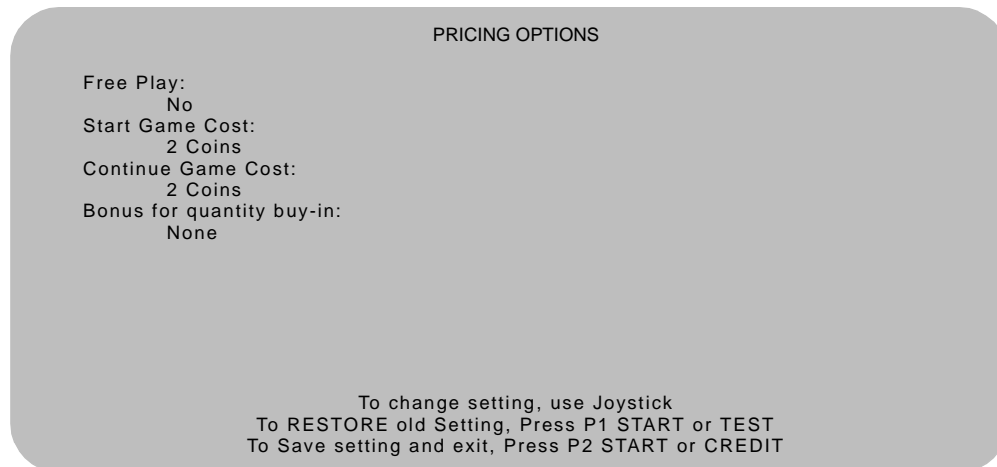 PRICING OPTIONS
Free Play:
No
Start Game Cost:
2 Coins
Continue Game Cost:
2 Coins
Bonus for quantity buy-in:
None
To change setting, use Joystick
To RESTORE old Setting, Press P1 START or TEST
To Save setting and exit, Press P2 START or CREDIT